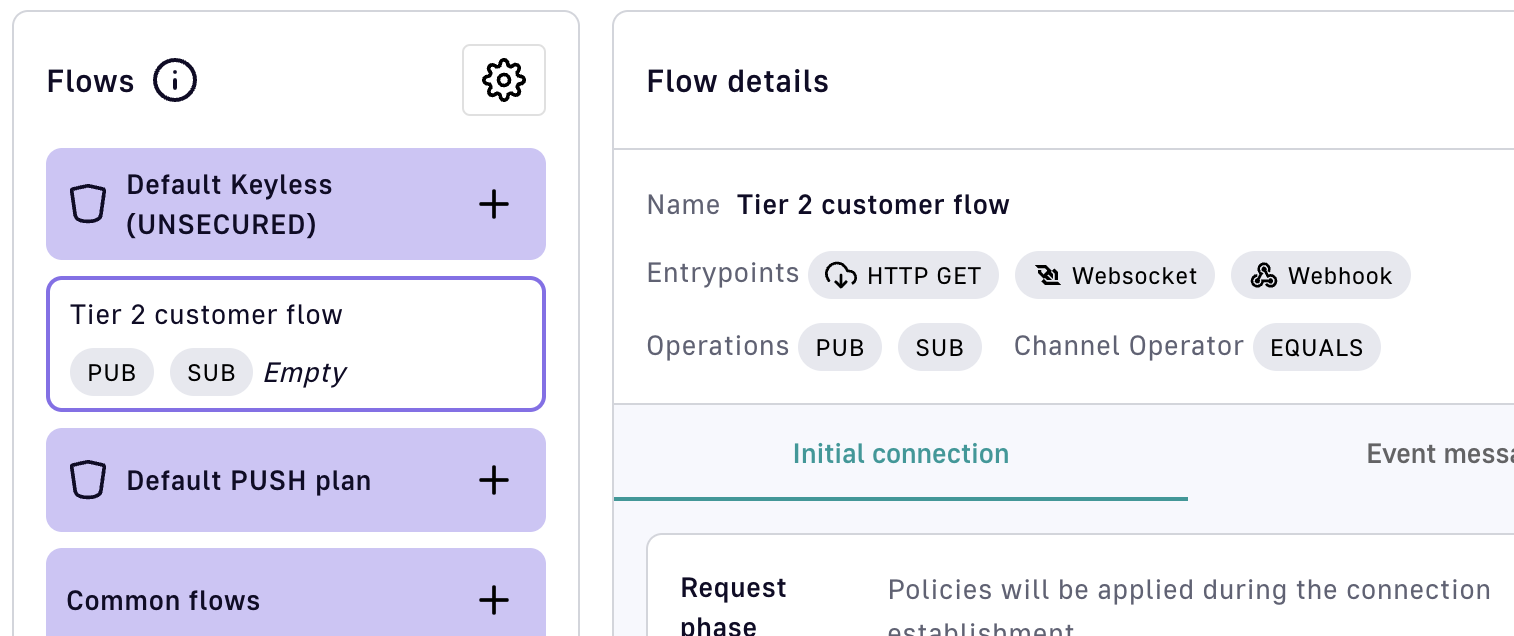 Flows
Default Keyless
(UNSECURED)
Tier 2 customer flow
PUB SUB Empty
Default PUSH plan
Common flows
Flow details
Name Tier 2 customer flow
Entrypoints HTTP GET Websocket Webhook
Operations PUB SUB Channel Operator EQUALS
Initial connection Event messa
Request
phase
Policies will be applied during the connection
establishment